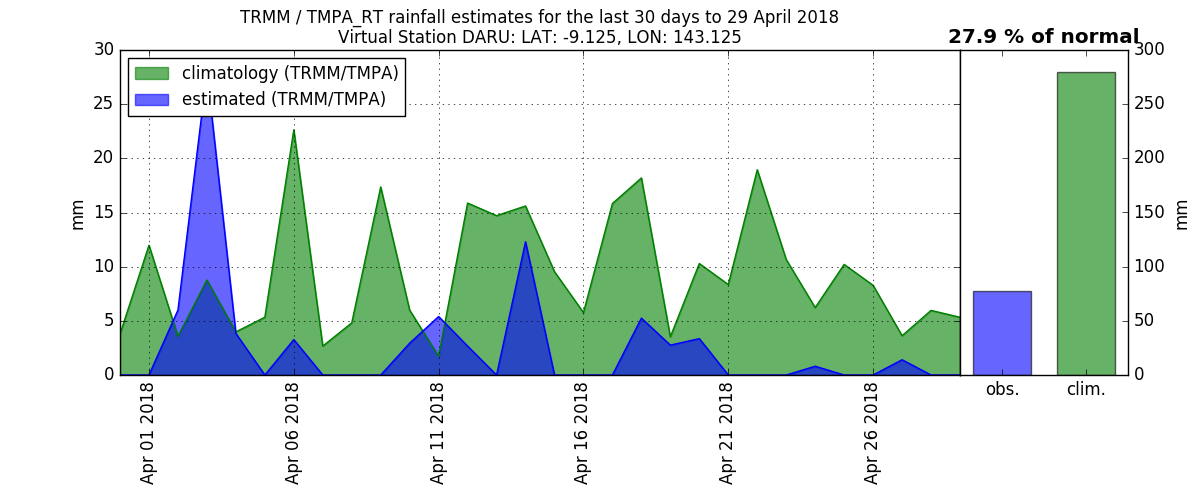 TRMM / TMPA_RT rainfall estimates for the last 30 days to 29 April 2018
Virtual Station DARU: LAT: -9.125, LON: 143.125
27.9 % of normal
climatology (TRMM/TMPA)
estimated (TRMM/TMPA)
30
25
20
15
10
5
0
mm
300
250
200
150
100
50
0
mm
Apr 01 2018
Apr 06 2018
Apr 11 2018
Apr 16 2018
Apr 21 2018
Apr 26 2018
obs.
clim.